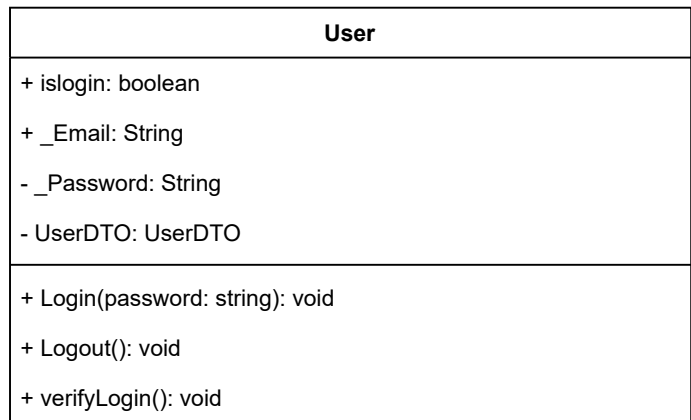 User
+ islogin: boolean
+ _Email: String
- _Password: String
- UserDTO: UserDTO
+ Login(password: string): void
+ Logout(): void
+ verifyLogin(): void